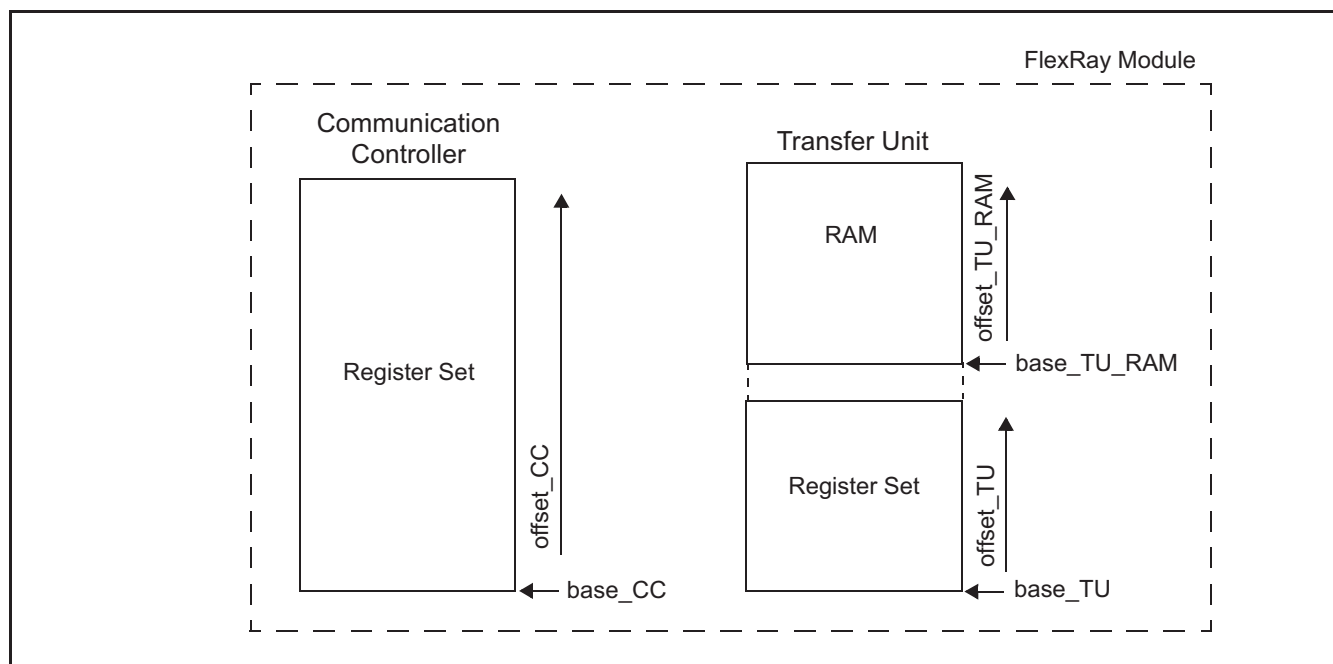 FlexRay Module
Communication
Controller
Transfer Unit
RAM
offset_TU_RAM
base_TU_RAM
Register Set
offset_CC
base_CC
Register Set
offset_TU
base_TU